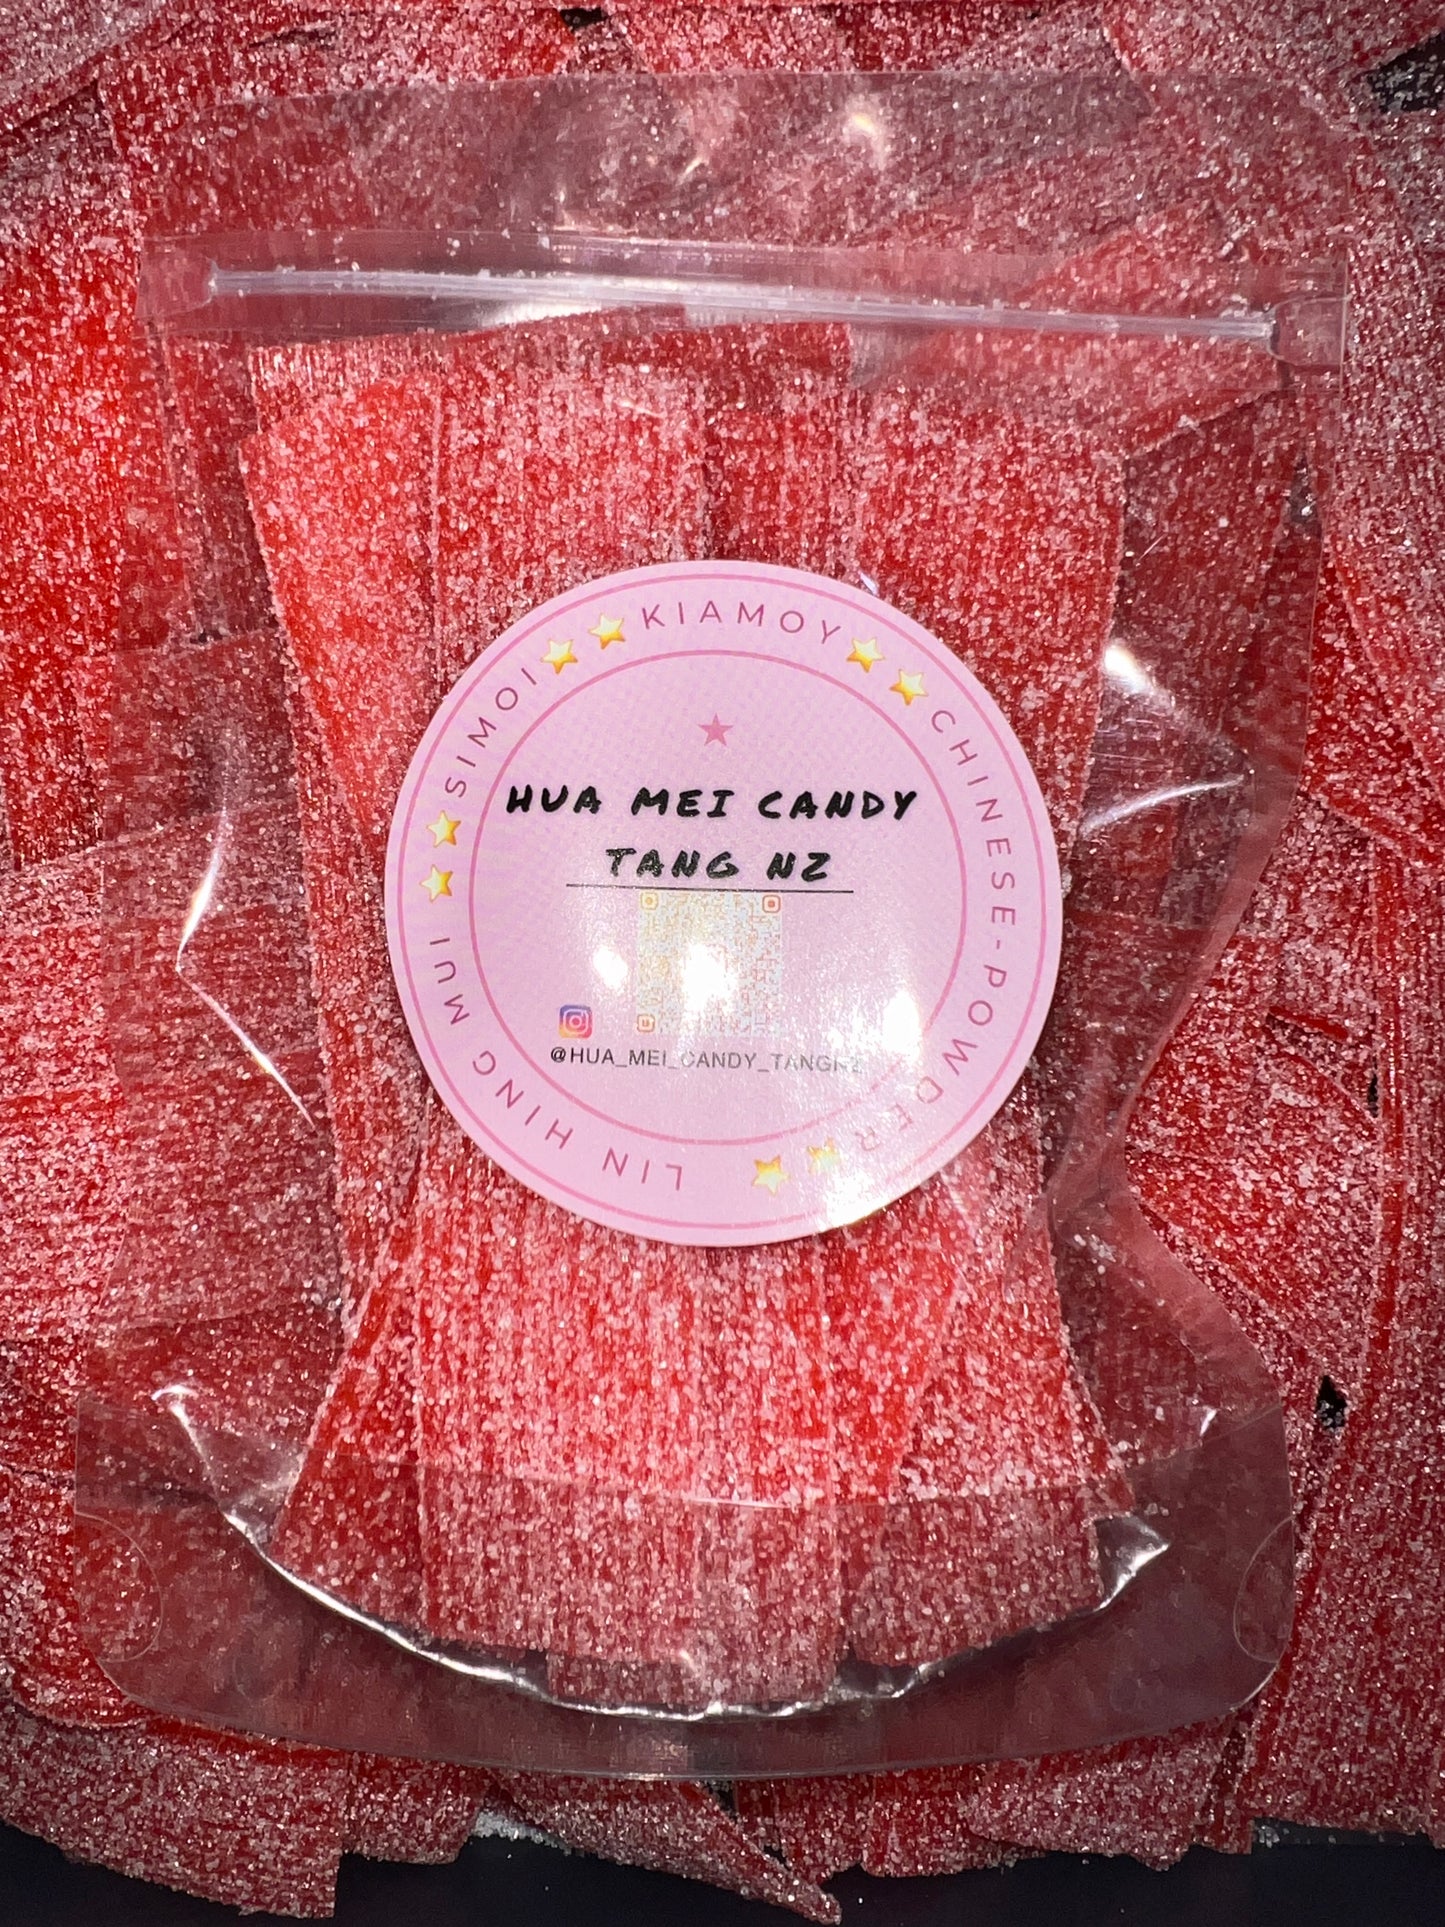 SIMOI
KIAMOY
CHINESE-POWDER
LIN HING MUI
HUA MEI CANDY
TANG NZ
@HUA_MEI_CANDY_TANGNZ